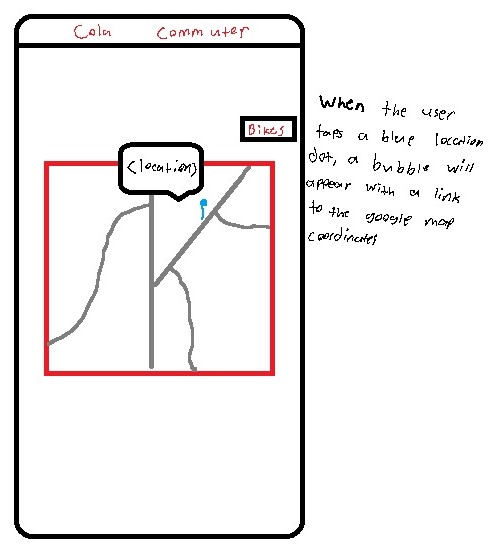 Cola Commuter
Bikes
<location>
When the user
taps a blue location
dot, a bubble will
appear with a link
to the google map
coordinates